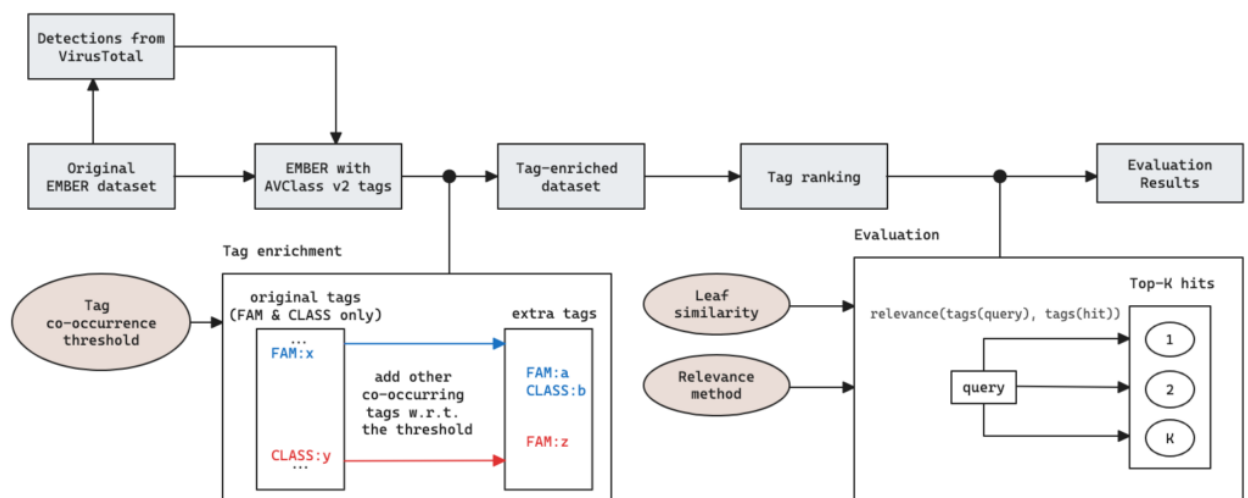 Detections from
VirusTotal
Original
EMBER dataset
EMBER with
AVClass v2 tags
Tag-enriched
dataset
Tag ranking
Evaluation
Results
Tag enrichment
Tag
co-occurrence
threshold
original tags
(FAM & CLASS only)
...
FAM:x
CLASS:y
...
add other
co-occurring
tags w.r.t.
the threshold
extra tags
FAM:a
CLASS:b
FAM:z
Evaluation
Leaf
similarity
Relevance
method
Top-K hits
relevance(tags(query), tags(hit))
query
1
2
K